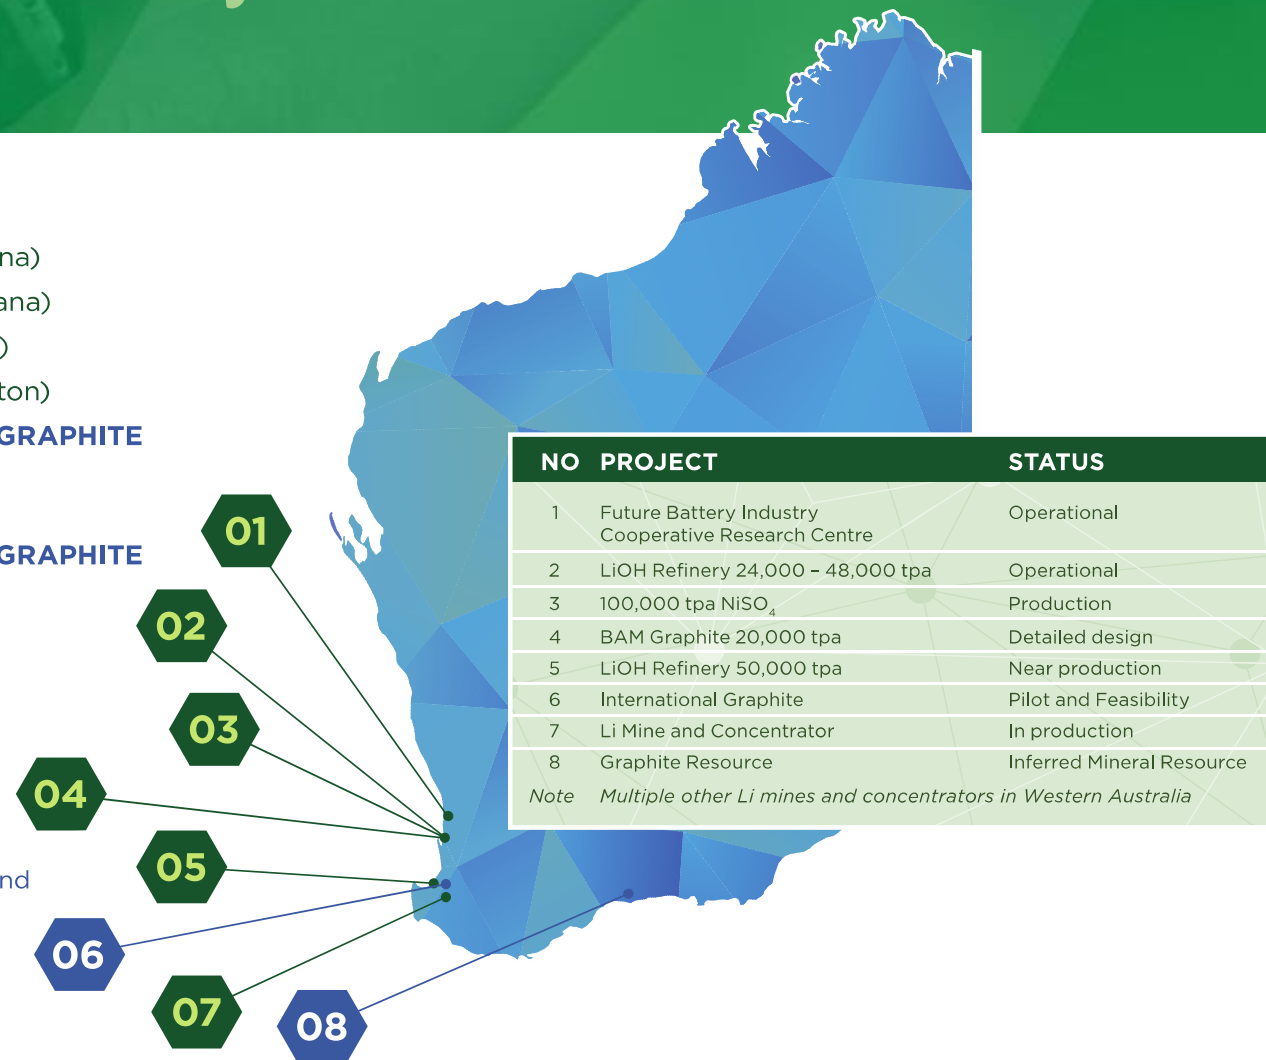 na)
ana)
)
ton)
GRAPHITE
GRAPHITE
nd
01
02
03
04
05
06
07
08
NO PROJECT STATUS
1 Future Battery Industry Operational
Cooperative Research Centre
2 LiOH Refinery 24,000 – 48,000 tpa Operational
3 100,000 tpa NiSO₄ Production
4 BAM Graphite 20,000 tpa Detailed design
5 LiOH Refinery 50,000 tpa Near production
6 International Graphite Pilot and Feasibility
7 Li Mine and Concentrator In production
8 Graphite Resource Inferred Mineral Resource
Note Multiple other Li mines and concentrators in Western Australia